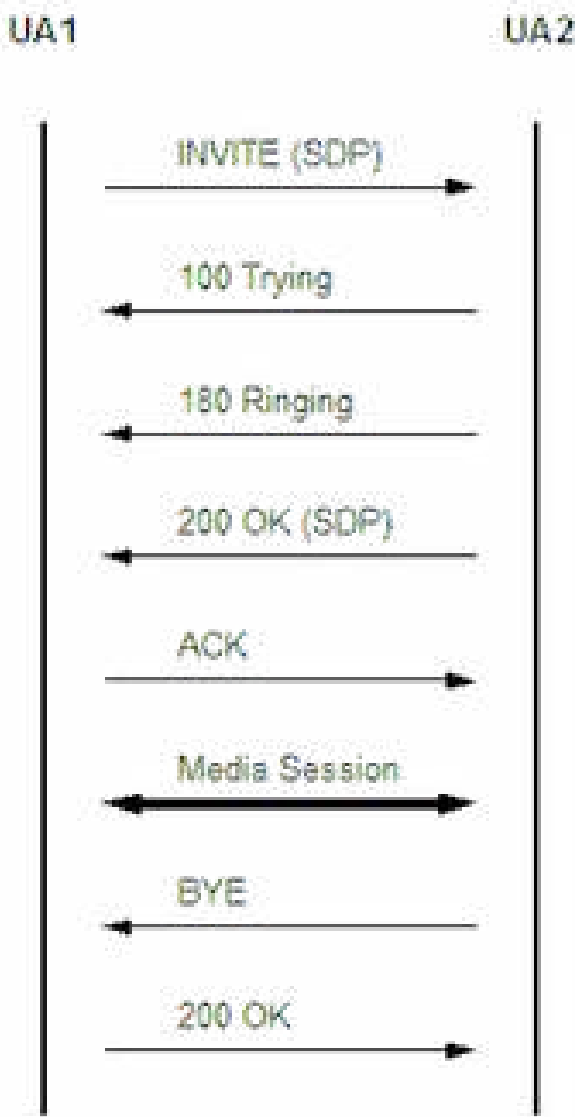 UA1 UA2
INVITE (SDP)
100 Trying
180 Ringing
200 OK (SDP)
ACK
Media Session
BYE
200 OK